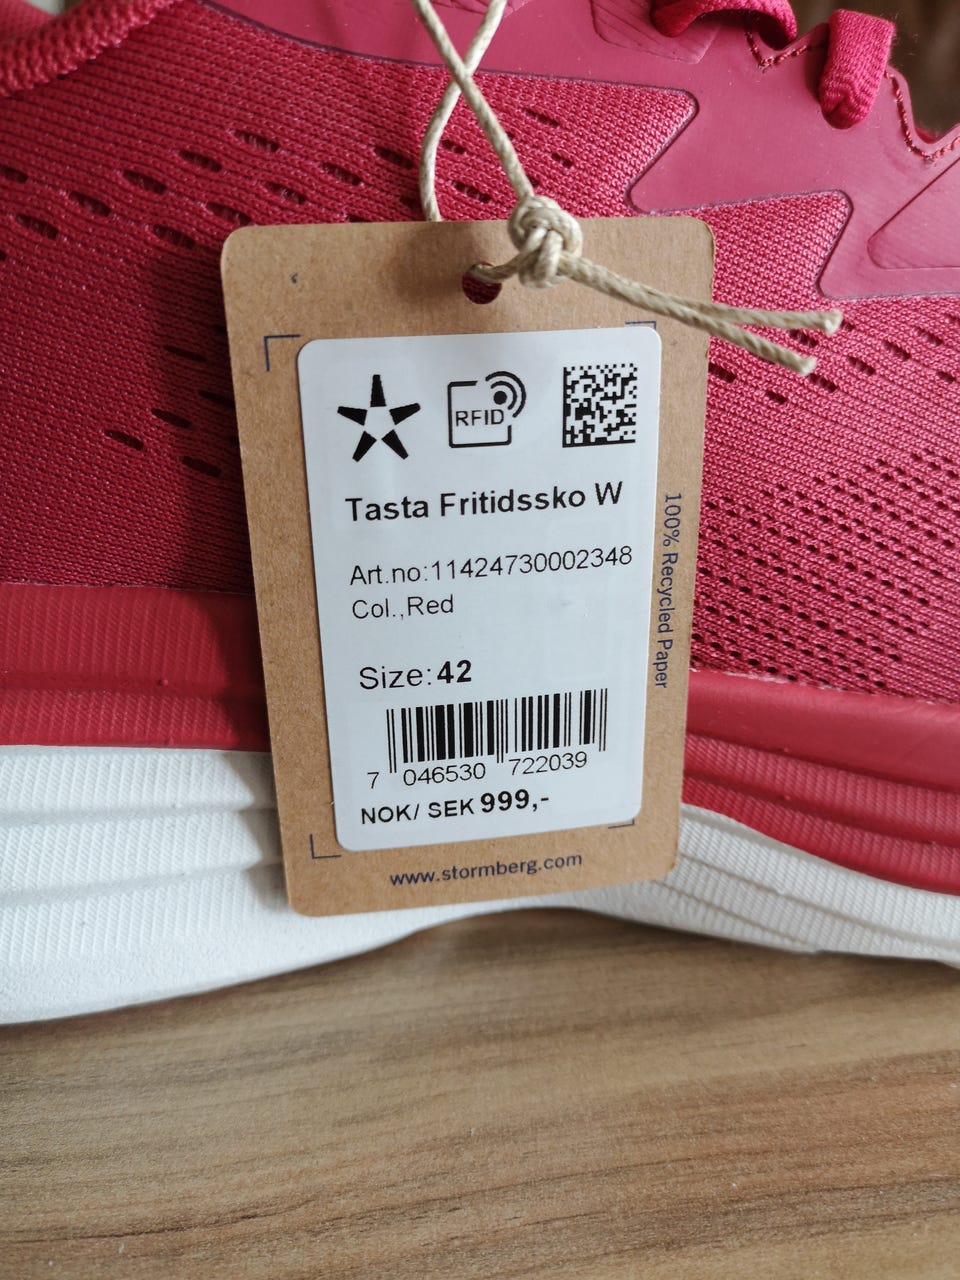 RFID
Tasta Fritidssko W
Art.no:11424730002348
Col.,Red
Size:42
7 046530 722039
NOK/ SEK 999,-
www.stormberg.com
100% Recycled Paper